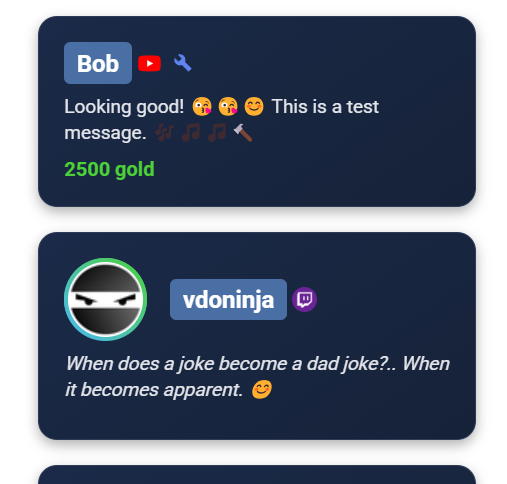 Bob
Looking good! 😘😘😊 This is a test
message. 🎶🎵🎵🔨
2500 gold
vdoninja
When does a joke become a dad joke?.. When
it becomes apparent. 😊